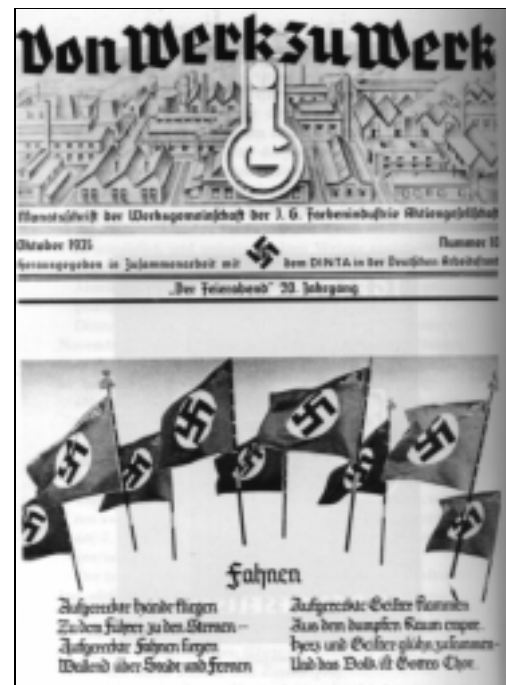 Von Werk zu Werk
IG
Monatsschrift der Werksgemeinschaft der I. G. Farbenindustrie Aktiengesellschaft
Oktober 1935 Nummer 10
Herausgegeben in Zusammenarbeit mit dem DINTA in der Deutschen Arbeitsfront
„Der Feierabend" 20. Jahrgang
Fahnen
Aufgereckte Hände fliegen
Zu dem Führer zu den Sternen –
Aufgereckte Fahnen liegen
Wallend über Stadt und Fernen
Aufgereckte Geister flammen
Aus dem dumpfen Raum empor.
Herz und Geister glühn zusammen –
Und das Volk ist Gottes Chor.